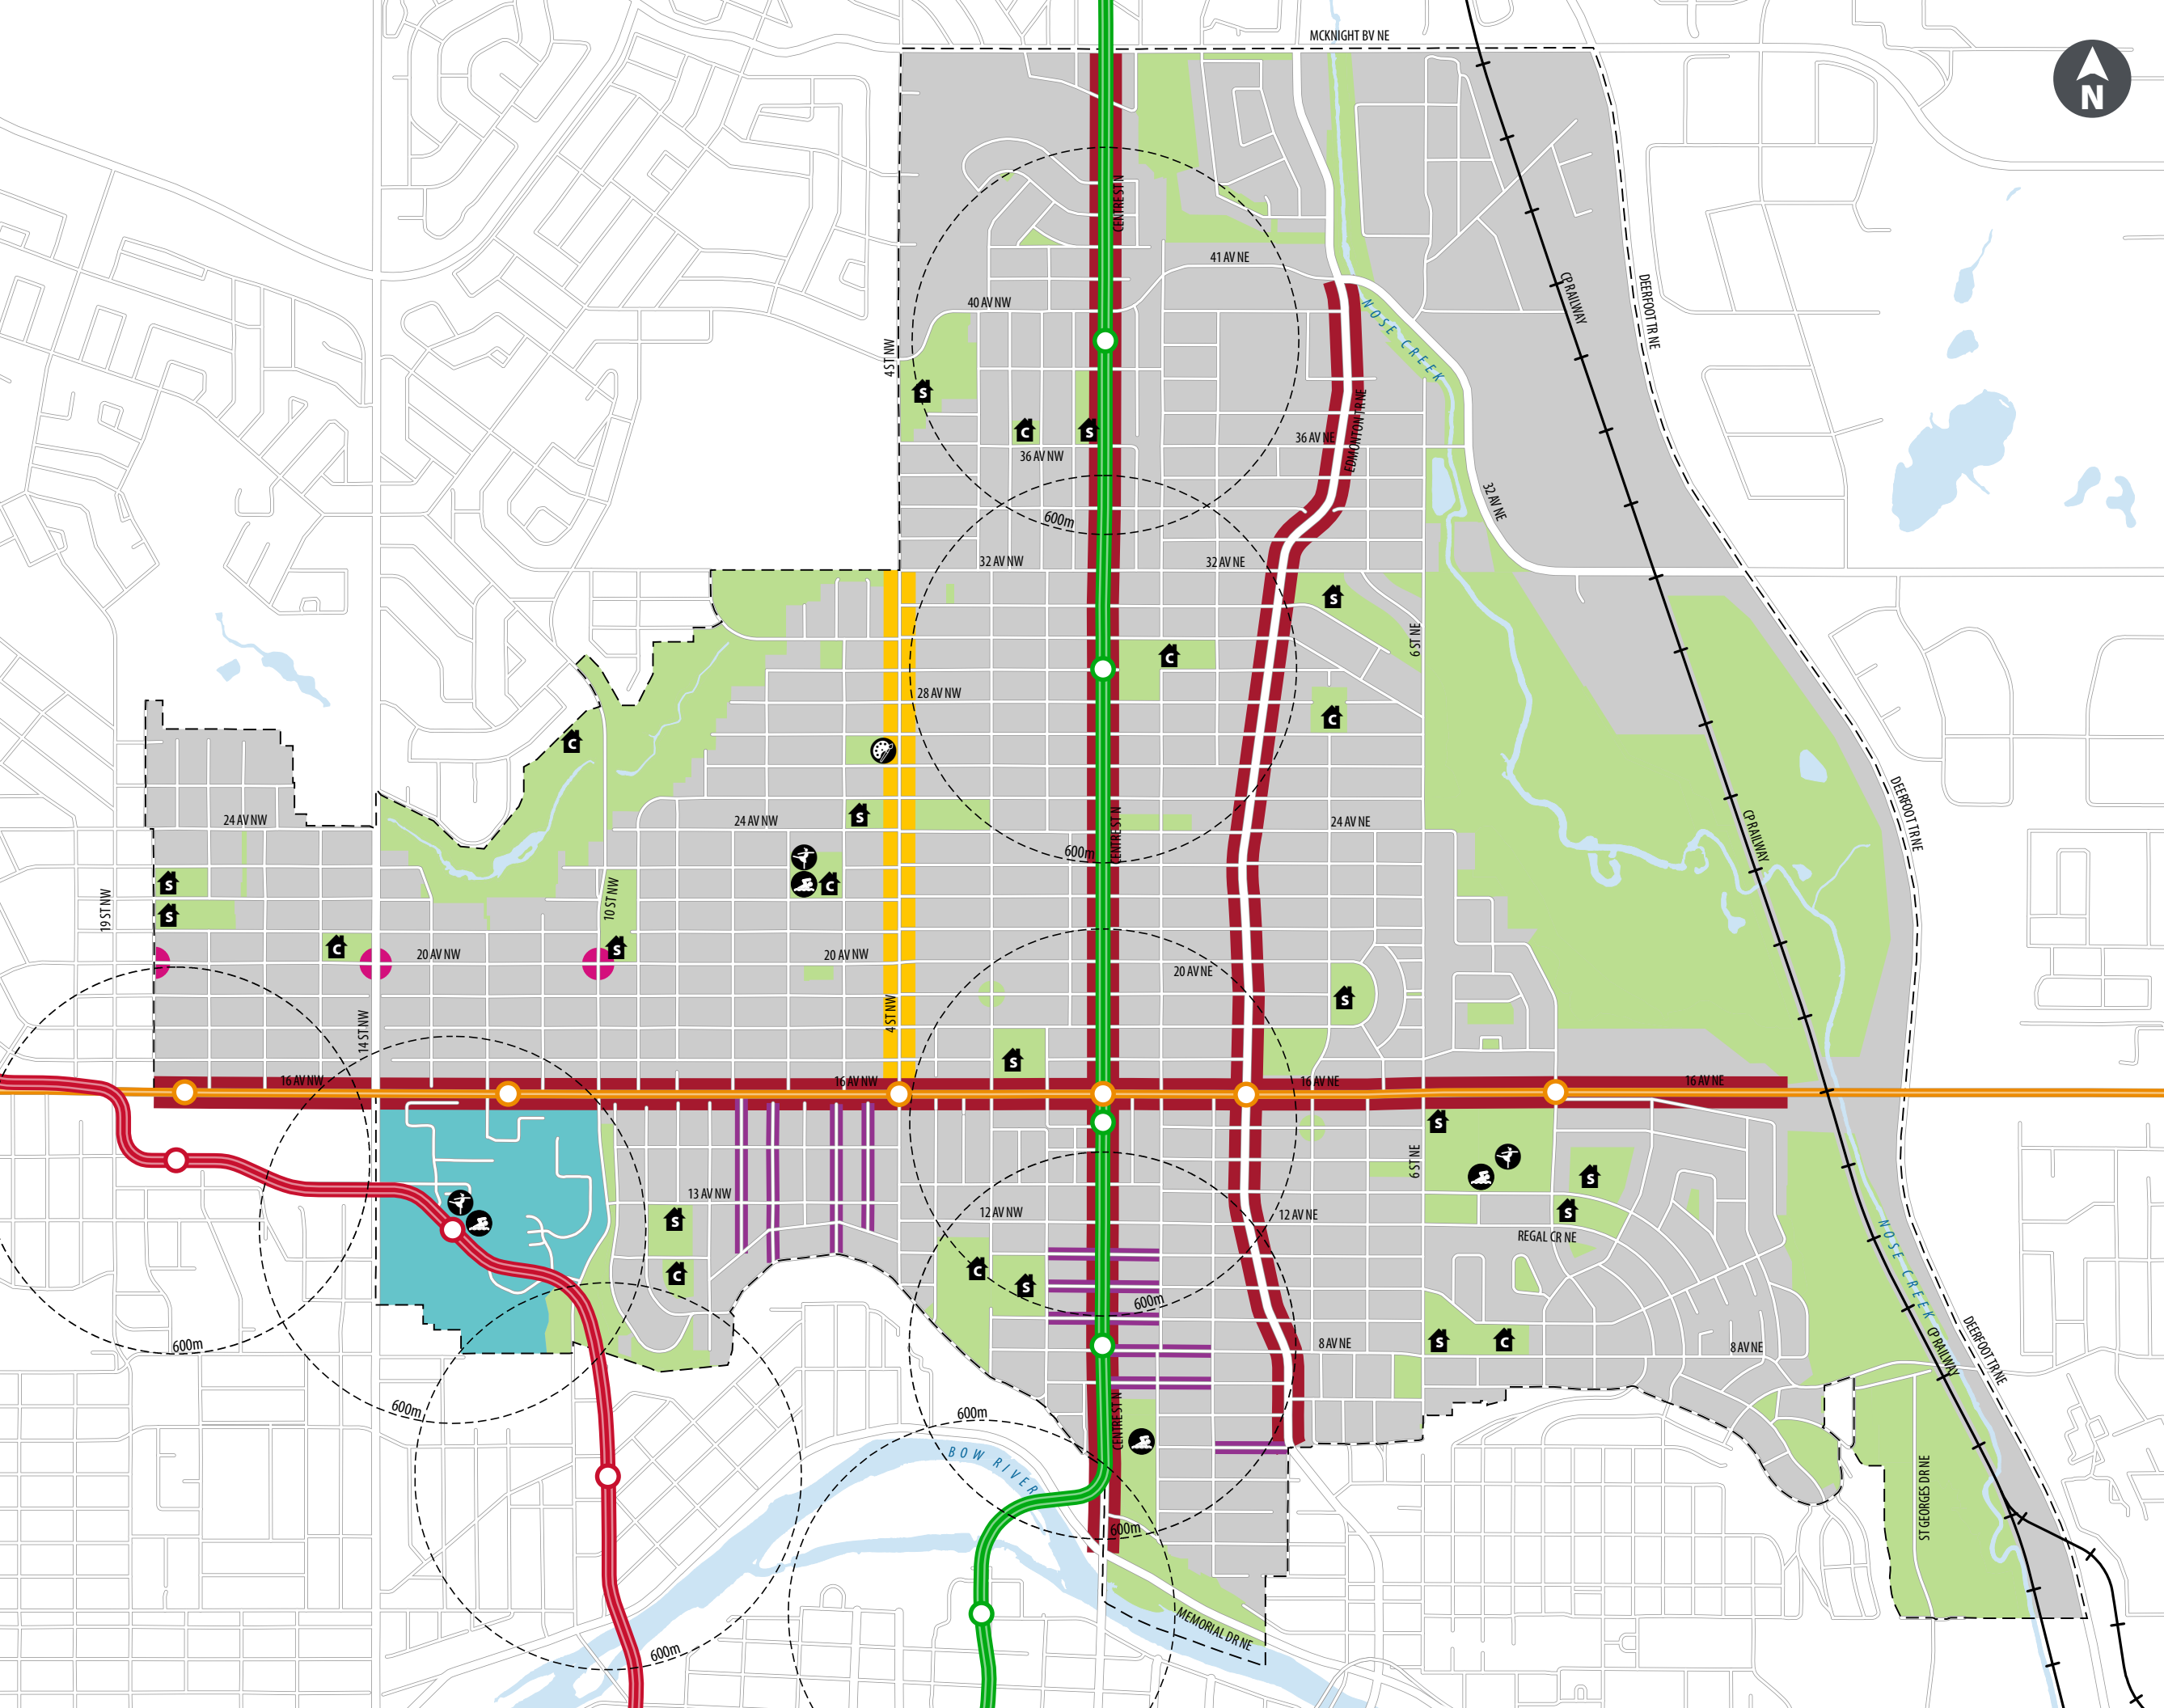 MCKNIGHT BV NE
N
CENTRE ST N
41 AV NE
CP RAILWAY
DEERFOOT TR NE
40 AV NW
NOSE CREEK
4 ST NW
S
C
S
36 AV NE
EDMONTON TR NE
36 AV NW
32 AV NE
600m
32 AV NW
32 AV NE
S
6 ST NE
C
28 AV NW
C
C
DEERFOOT TR NE
24 AV NW
24 AV NW
S
600m
CENTRE ST N
24 AV NE
CP RAILWAY
C
S
19 ST NW
S
10 ST NW
C
S
20 AV NW
20 AV NW
20 AV NE
S
14 ST NW
4 ST NW
S
16 AV NW
16 AV NW
16 AV NE
16 AV NE
S
6 ST NE
S
13 AV NW
S
12 AV NW
12 AV NE
S
REGAL CR NE
NOSE CREEK
C
C
S
600m
600m
S
C
8 AV NE
8 AV NE
CP RAILWAY
DEERFOOT TR NE
600m
600m
CENTRE ST N
BOW RIVER
ST GEORGES DR NE
600m
MEMORIAL DR NE
600m